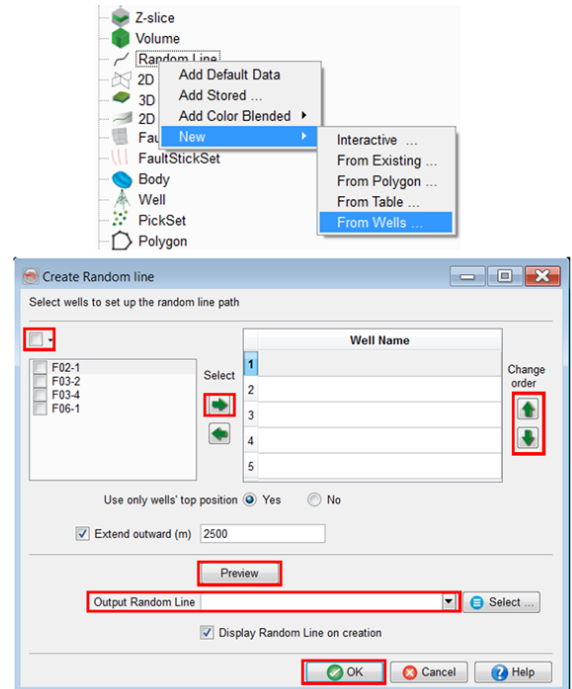 Z-slice
Volume
Random Line
2D
3D
2D
Fau
FaultStickSet
Body
Well
PickSet
Polygon
Add Default Data
Add Stored ...
Add Color Blended
New
Interactive ...
From Existing ...
From Polygon ...
From Table ...
From Wells ...
Create Random line
Select wells to set up the random line path
F02-1
F03-2
F03-4
F06-1
Select
Well Name
1
2
3
4
5
Change
order
Use only wells' top position Yes No
Extend outward (m) 2500
Preview
Output Random Line Select ...
Display Random Line on creation
OK Cancel Help